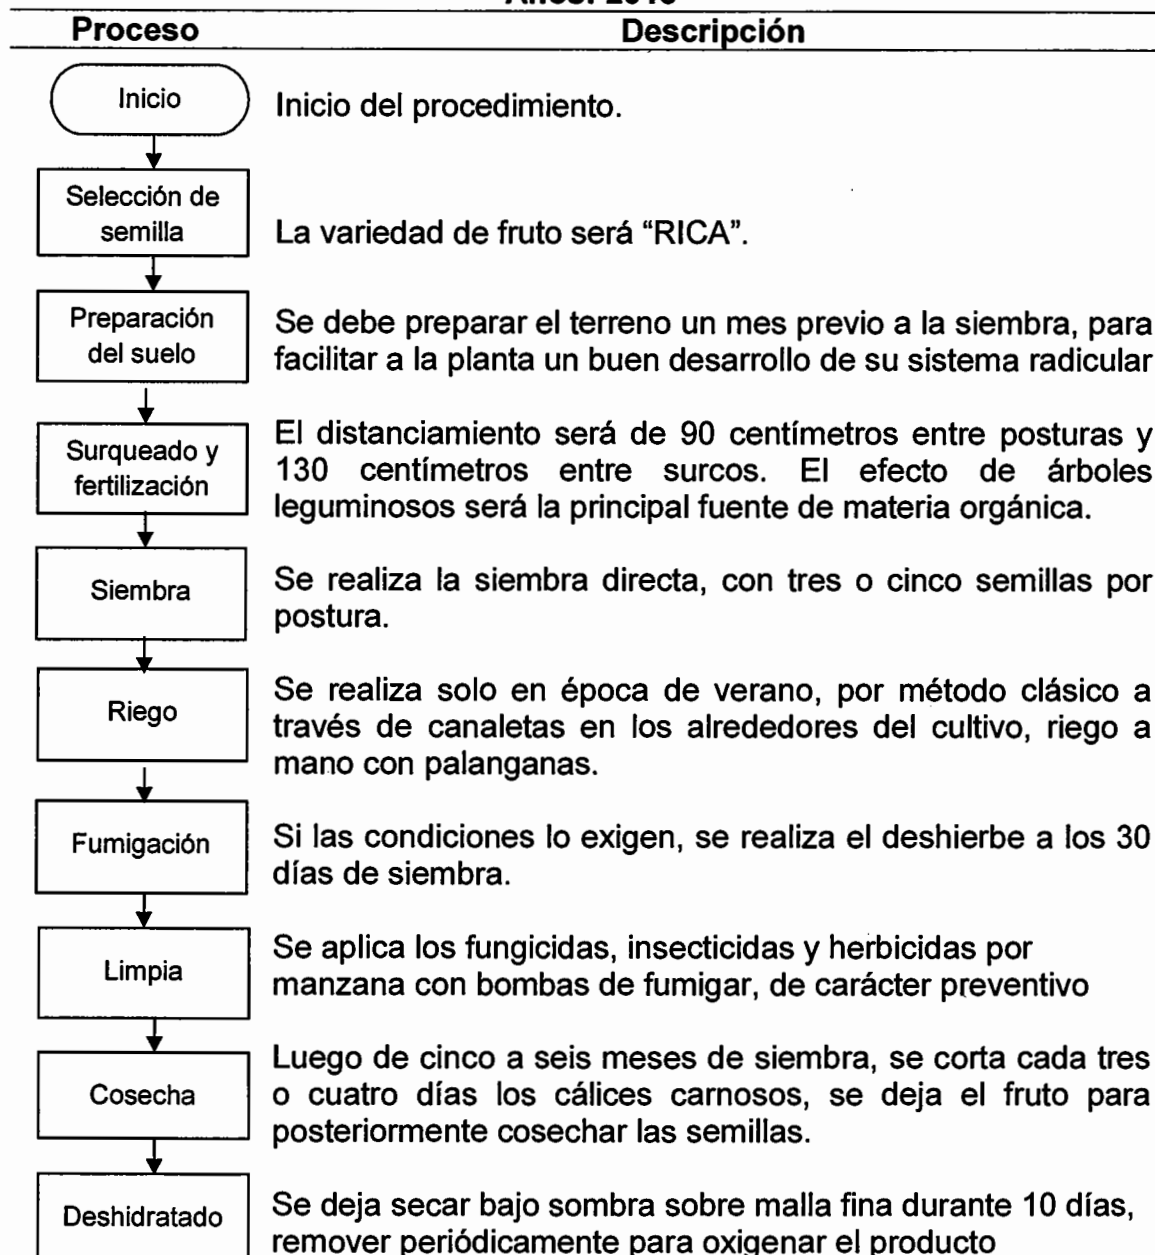 Proceso Descripción
Inicio
Inicio del procedimiento.
Selección de
semilla
La variedad de fruto será “RICA”.
Preparación
del suelo
Se debe preparar el terreno un mes previo a la siembra, para
facilitar a la planta un buen desarrollo de su sistema radicular
Surqueado y
fertilización
El distanciamiento será de 90 centímetros entre posturas y
130 centímetros entre surcos. El efecto de árboles
leguminosos será la principal fuente de materia orgánica.
Siembra
Se realiza la siembra directa, con tres o cinco semillas por
postura.
Riego
Se realiza solo en época de verano, por método clásico a
través de canaletas en los alrededores del cultivo, riego a
mano con palanganas.
Fumigación
Si las condiciones lo exigen, se realiza el deshierbe a los 30
días de siembra.
Limpia
Se aplica los fungicidas, insecticidas y herbicidas por
manzana con bombas de fumigar, de carácter preventivo
Cosecha
Luego de cinco a seis meses de siembra, se corta cada tres
o cuatro días los cálices carnosos, se deja el fruto para
posteriormente cosechar las semillas.
Deshidratado
Se deja secar bajo sombra sobre malla fina durante 10 días,
remover periódicamente para oxigenar el producto